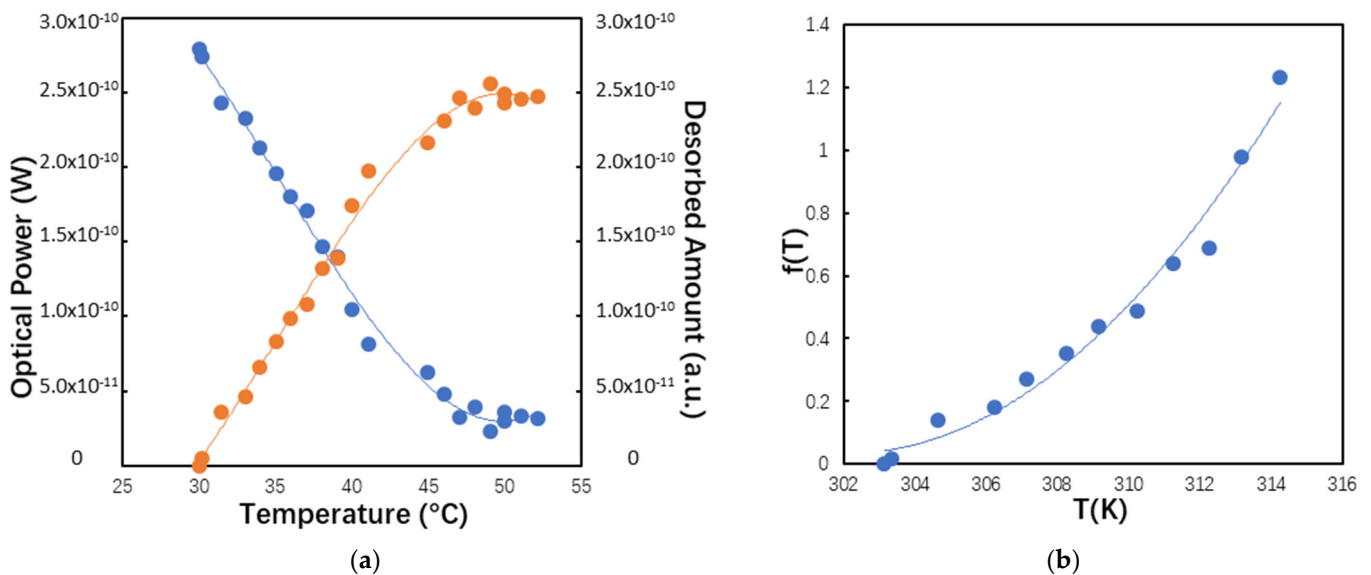 3.0x10-10
2.5x10-10
2.0x10-10
1.5x10-10
1.0x10-10
5.0x10-11
0
Optical Power (W)
25 30 35 40 45 50 55
Temperature (°C)
3.0x10-10
2.5x10-10
2.0x10-10
1.5x10-10
1.0x10-10
5.0x10-11
0
Desorbed Amount (a.u.)
(a)
1.4
1.2
1
0.8
0.6
0.4
0.2
0
f(T)
302 304 306 308 310 312 314 316
T(K)
(b)